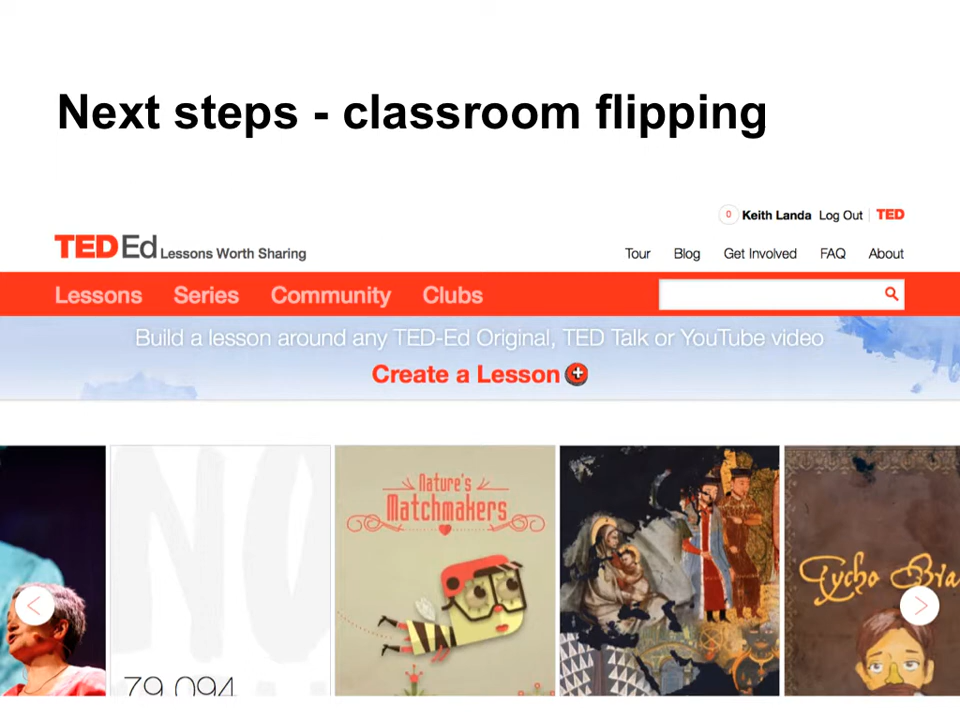 Next steps - classroom flipping
0 Keith Landa Log Out TED
TED Ed Lessons Worth Sharing
Tour Blog Get Involved FAQ About
Lessons Series Community Clubs
Build a lesson around any TED-Ed Original, TED Talk or YouTube video
Create a Lesson
NO
Nature's
Matchmakers
Tycho
79,094